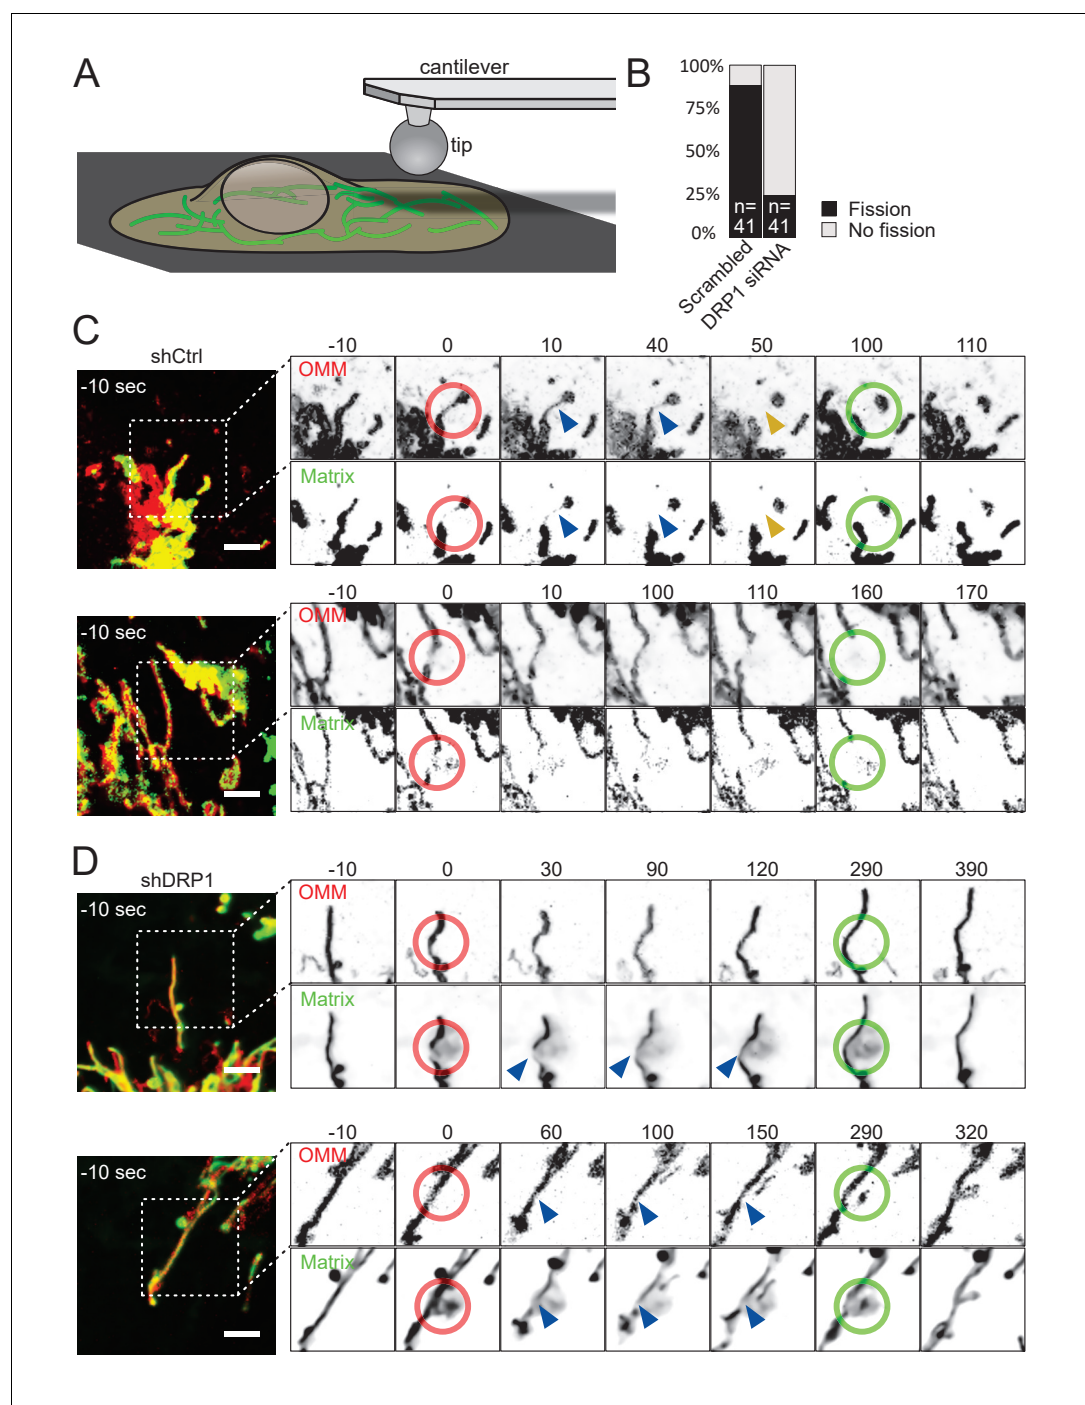 A
cantilever
tip
B
100%
75%
50%
25%
0%
n=
41
n=
41
Fission
No fission
Scrambled
DRP1 siRNA
C
shCtrl
-10 sec
-10 0 10 40 50 100 110
OMM
Matrix
-10 sec
-10 0 10 100 110 160 170
OMM
Matrix
D
shDRP1
-10 sec
-10 0 30 90 120 290 390
OMM
Matrix
-10 sec
-10 0 60 100 150 290 320
OMM
Matrix